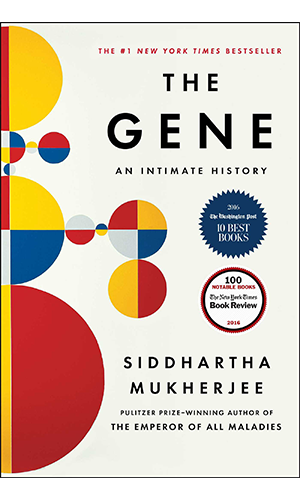 THE #1 NEW YORK TIMES BESTSELLER
THE
GENE
AN INTIMATE HISTORY
2016
The Washington Post
10 BEST
BOOKS
100
NOTABLE BOOKS
The New York Times
Book Review
2016
SIDDHARTHA
MUKHERJEE
PULITZER PRIZE–WINNING AUTHOR OF
THE EMPEROR OF ALL MALADIES